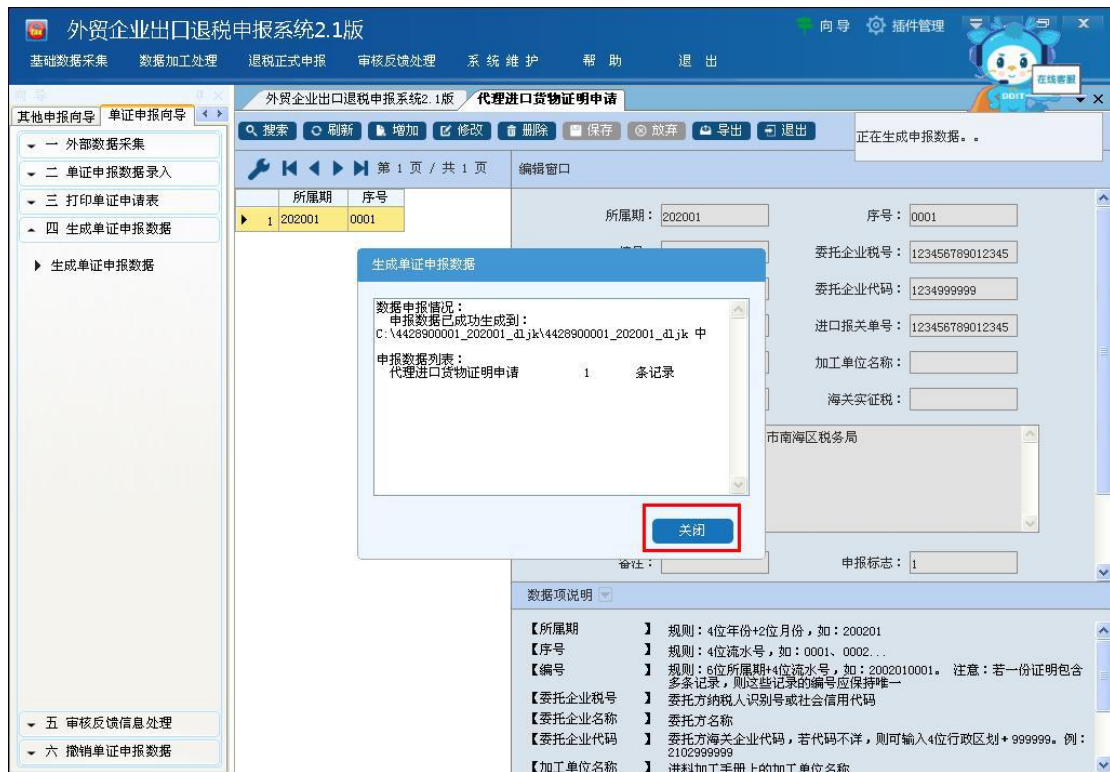 外贸企业出口退税申报系统2.1版
向导 插件管理
基础数据采集 数据加工处理 退税正式申报 审核反馈处理 系统维护 帮助 退出
在线客服
DOIT
向导
其他申报向导 单证申报向导
外贸企业出口退税申报系统2.1版 代理进口货物证明申请
搜索 刷新 增加 修改 删除 保存 放弃 导出 退出
正在生成申报数据。。
一 外部数据采集
二 单证申报数据录入
三 打印单证申请表
四 生成单证申报数据
生成单证申报数据
五 审核反馈信息处理
六 撤销单证申报数据
第 1 页 / 共 1 页
编辑窗口
所属期 序号
1 202001 0001
所属期： 202001 序号： 0001
委托企业税号： 123456789012345
委托企业代码： 1234999999
进口报关单号： 123456789012345
加工单位名称：
海关实征税：
市南海区税务局
备注： 申报标志： 1
生成单证申报数据
数据申报情况：
申报数据已成功生成到：
C:\4428900001_202001_dljk\4428900001_202001_dljk 中
申报数据列表：
代理进口货物证明申请 1 条记录
关闭
数据项说明
【所属期 】 规则：4位年份+2位月份，如：200201
【序号 】 规则：4位流水号，如：0001、0002...
【编号 】 规则：6位所属期+4位流水号，如：2002010001。 注意：若一份证明包含
多条记录，则这些记录的编号应保持唯一
【委托企业税号 】 委托方纳税人识别号或社会信用代码
【委托企业名称 】 委托方名称
【委托企业代码 】 委托方海关企业代码，若代码不详，则可输入4位行政区划+999999。例：
2102999999
【加工单位名称 】 进料加工手册上的加工单位名称